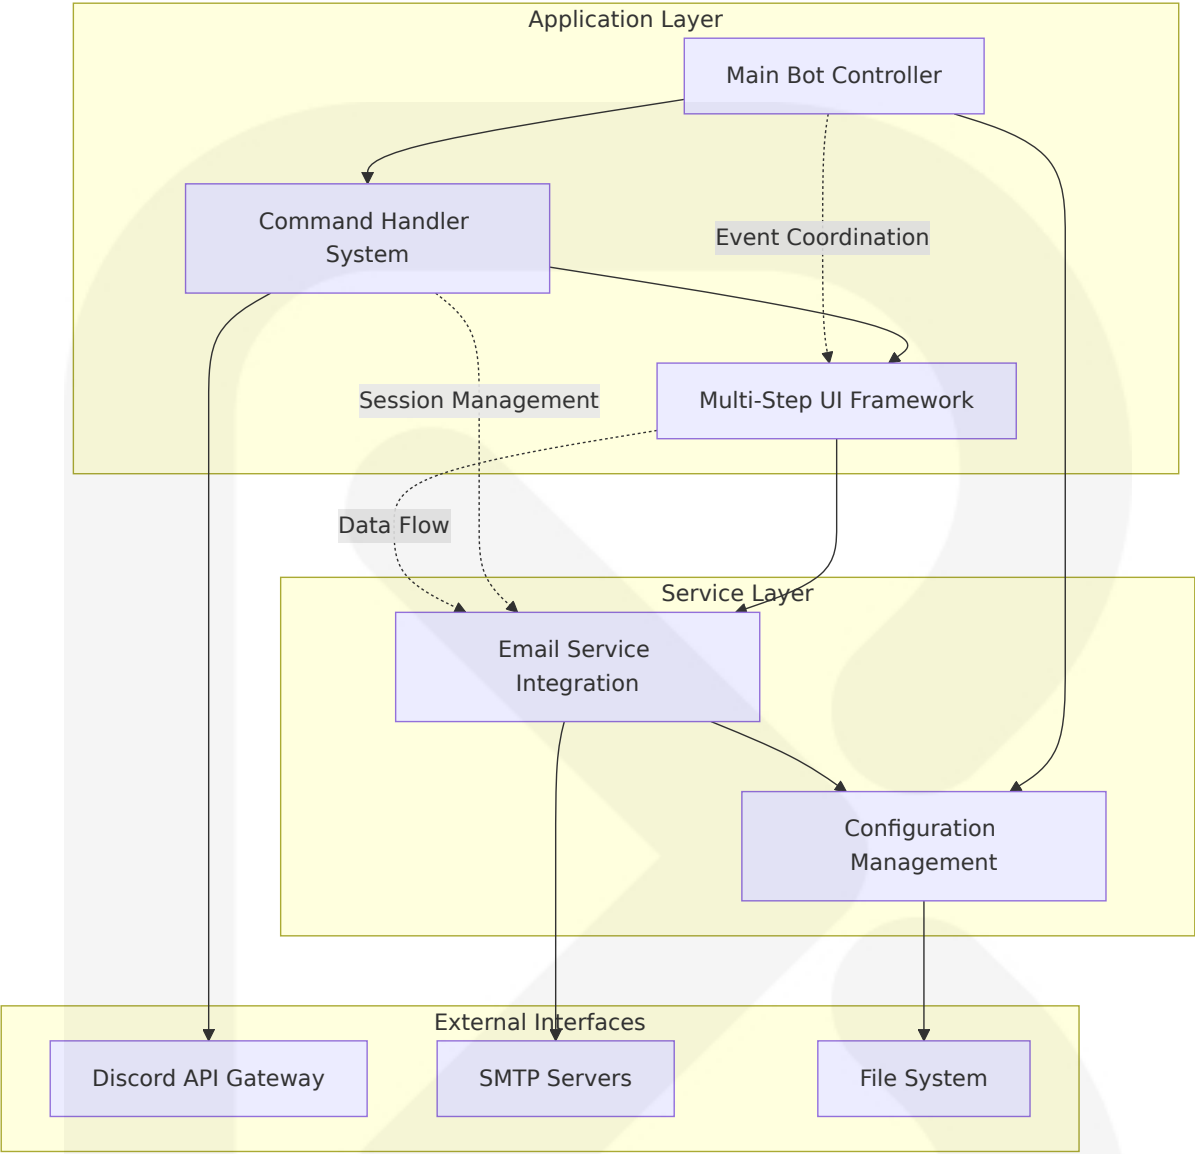 Application Layer
Main Bot Controller
Command Handler
System
Event Coordination
Session Management
Multi-Step UI Framework
Data Flow
Service Layer
Email Service
Integration
Configuration
Management
External Interfaces
Discord API Gateway
SMTP Servers
File System